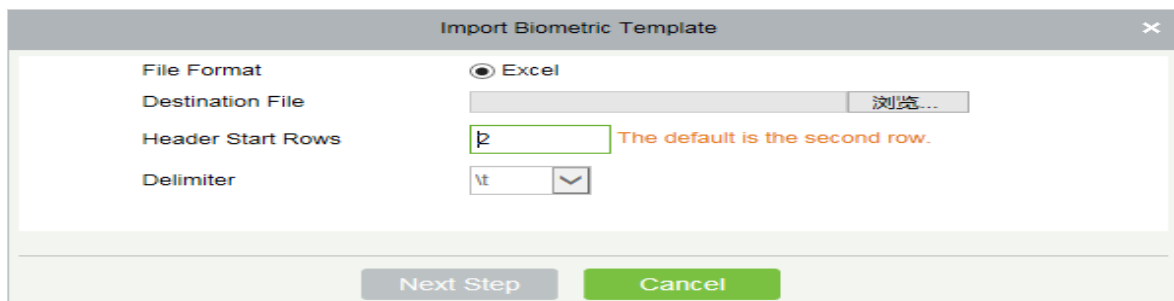 Import Biometric Template ×
File Format Excel
Destination File 浏览...
Header Start Rows 2 The default is the second row.
Delimiter \t
Next Step Cancel